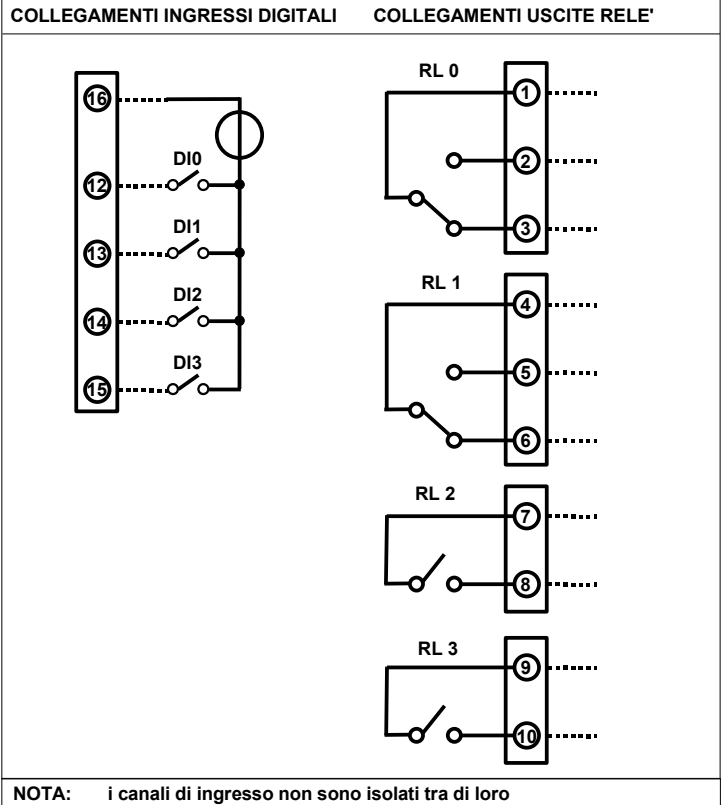 COLLEGAMENTI INGRESSI DIGITALI
COLLEGAMENTI USCITE RELE'
16
DI0
12
DI1
13
DI2
14
DI3
15
RL 0
1
2
3
RL 1
4
5
6
RL 2
7
8
RL 3
9
10
NOTA: i canali di ingresso non sono isolati tra di loro